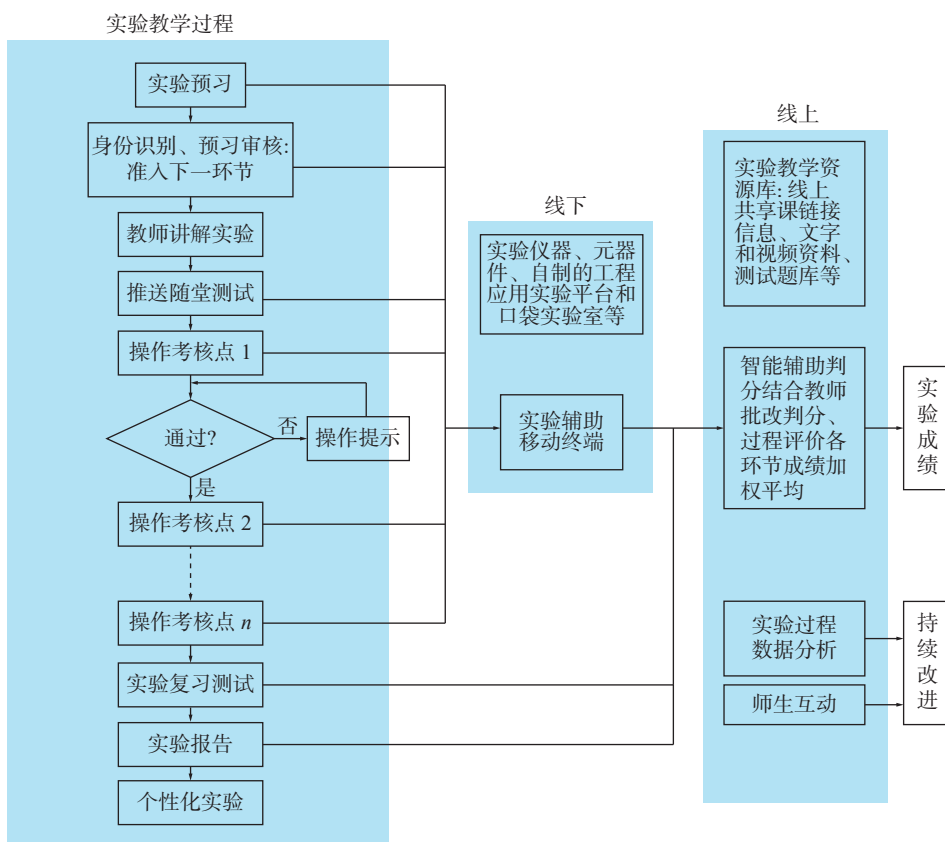 实验教学过程
实验预习
身份识别、预习审核:
准入下一环节
教师讲解实验
推送随堂测试
操作考核点 1
通过?
否
操作提示
是
操作考核点 2
操作考核点 n
实验复习测试
实验报告
个性化实验
线下
实验仪器、元器
件、自制的工程
应用实验平台和
口袋实验室等
实验辅助
移动终端
线上
实验教学资
源库: 线上
共享课链接
信息、文字
和视频资料、
测试题库等
智能辅助判
分结合教师
批改判分、
过程评价各
环节成绩加
权平均
实验成绩
实验过程
数据分析
师生互动
持续改进